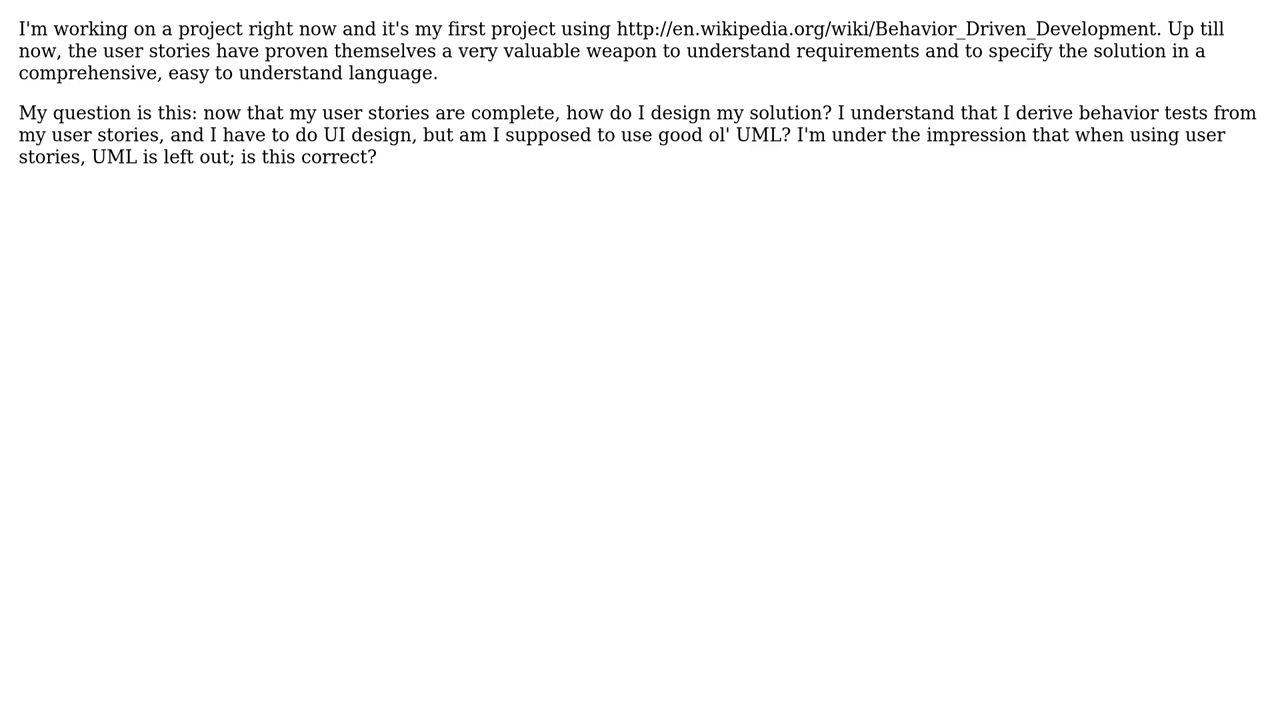 I'm working on a project right now and it's my first project using http://en.wikipedia.org/wiki/Behavior_Driven_Development. Up till
now, the user stories have proven themselves a very valuable weapon to understand requirements and to specify the solution in a
comprehensive, easy to understand language.
My question is this: now that my user stories are complete, how do I design my solution? I understand that I derive behavior tests from
my user stories, and I have to do UI design, but am I supposed to use good ol' UML? I'm under the impression that when using user
stories, UML is left out; is this correct?